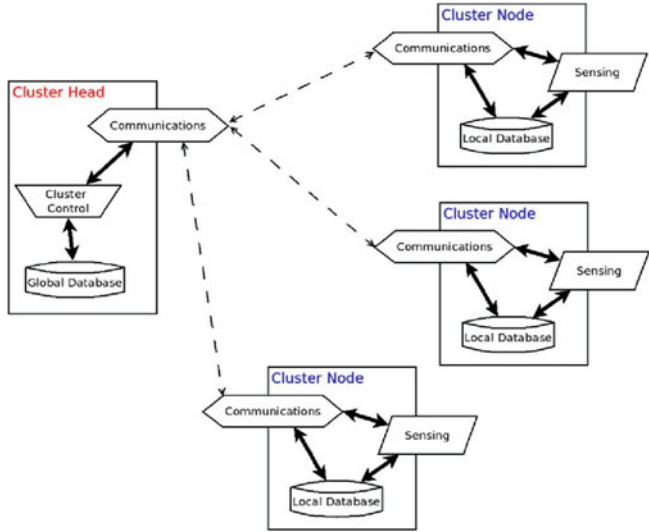 Cluster Head
Communications
Cluster
Control
Global Database
Cluster Node
Communications
Sensing
Local Database
Cluster Node
Communications
Sensing
Local Database
Cluster Node
Communications
Sensing
Local Database